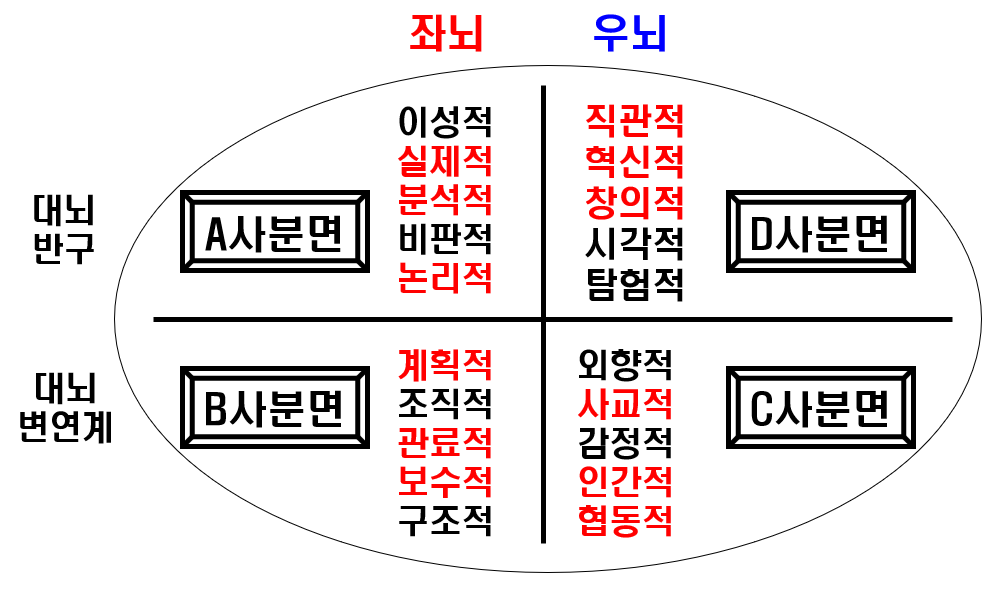 좌뇌
우뇌
이성적
실제적
분석적
비판적
논리적
직관적
혁신적
창의적
시각적
탐험적
대뇌
반구
A사분면
D사분면
계획적
조직적
관료적
보수적
구조적
외향적
사교적
감정적
인간적
협동적
대뇌
변연계
B사분면
C사분면